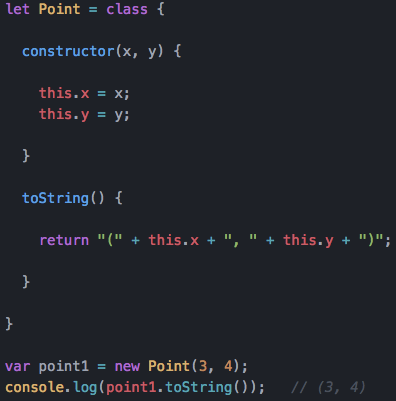 let Point = class {
constructor(x, y) {
this.x = x;
this.y = y;
}
toString() {
return "(" + this.x + ", " + this.y + ")";
}
}
var point1 = new Point(3, 4);
console.log(point1.toString());   // (3, 4)